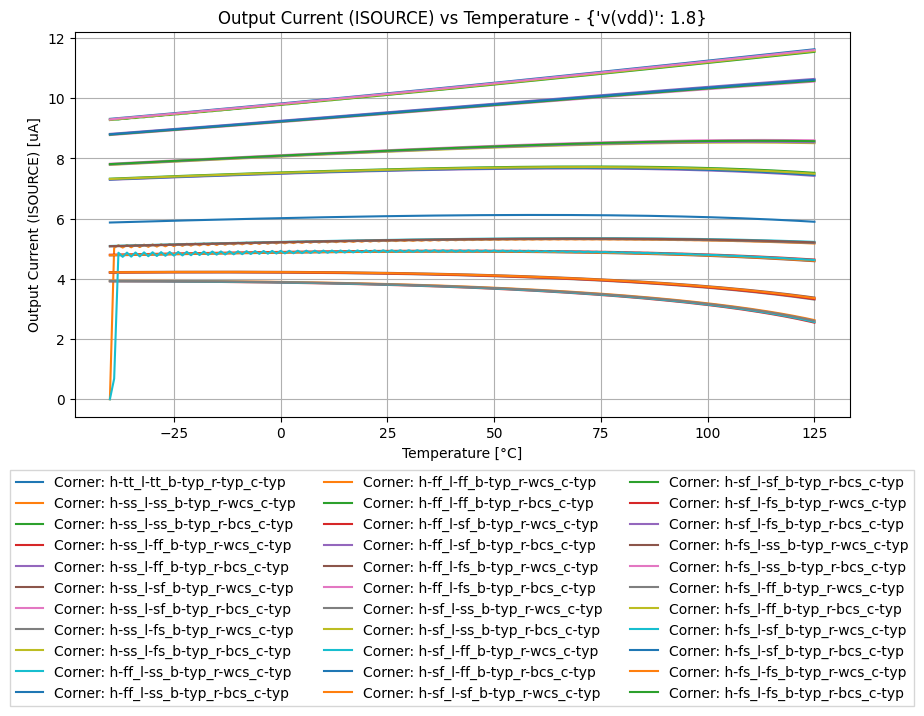 Output Current (ISOURCE) vs Temperature - {'v(vdd)': 1.8}
12
10
8
6
4
2
0
Output Current (ISOURCE) [uA]
−25
0
25
50
75
100
125
Temperature [°C]
Corner: h-tt_l-tt_b-typ_r-typ_c-typ
Corner: h-ss_l-ss_b-typ_r-wcs_c-typ
Corner: h-ss_l-ss_b-typ_r-bcs_c-typ
Corner: h-ss_l-ff_b-typ_r-wcs_c-typ
Corner: h-ss_l-ff_b-typ_r-bcs_c-typ
Corner: h-ss_l-sf_b-typ_r-wcs_c-typ
Corner: h-ss_l-sf_b-typ_r-bcs_c-typ
Corner: h-ss_l-fs_b-typ_r-wcs_c-typ
Corner: h-ss_l-fs_b-typ_r-bcs_c-typ
Corner: h-ff_l-ss_b-typ_r-wcs_c-typ
Corner: h-ff_l-ss_b-typ_r-bcs_c-typ
Corner: h-ff_l-ff_b-typ_r-wcs_c-typ
Corner: h-ff_l-ff_b-typ_r-bcs_c-typ
Corner: h-ff_l-sf_b-typ_r-wcs_c-typ
Corner: h-ff_l-sf_b-typ_r-bcs_c-typ
Corner: h-ff_l-fs_b-typ_r-wcs_c-typ
Corner: h-ff_l-fs_b-typ_r-bcs_c-typ
Corner: h-sf_l-ss_b-typ_r-wcs_c-typ
Corner: h-sf_l-ss_b-typ_r-bcs_c-typ
Corner: h-sf_l-ff_b-typ_r-wcs_c-typ
Corner: h-sf_l-ff_b-typ_r-bcs_c-typ
Corner: h-sf_l-sf_b-typ_r-wcs_c-typ
Corner: h-sf_l-sf_b-typ_r-bcs_c-typ
Corner: h-sf_l-fs_b-typ_r-wcs_c-typ
Corner: h-sf_l-fs_b-typ_r-bcs_c-typ
Corner: h-fs_l-ss_b-typ_r-wcs_c-typ
Corner: h-fs_l-ss_b-typ_r-bcs_c-typ
Corner: h-fs_l-ff_b-typ_r-wcs_c-typ
Corner: h-fs_l-ff_b-typ_r-bcs_c-typ
Corner: h-fs_l-sf_b-typ_r-wcs_c-typ
Corner: h-fs_l-sf_b-typ_r-bcs_c-typ
Corner: h-fs_l-fs_b-typ_r-wcs_c-typ
Corner: h-fs_l-fs_b-typ_r-bcs_c-typ